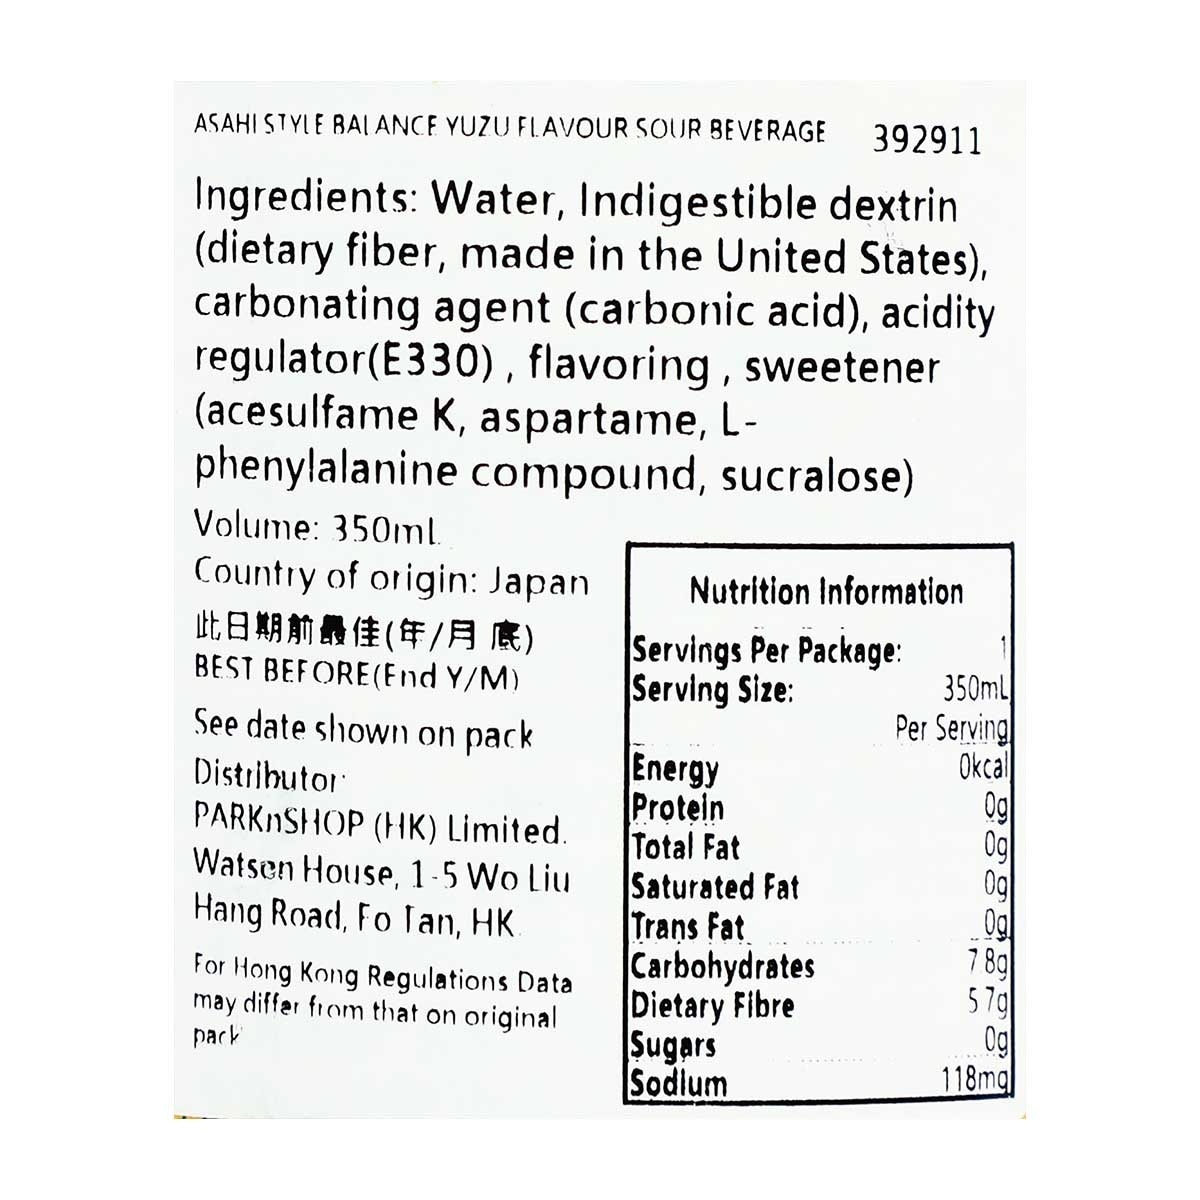 ASAHI STYLE BALANCE YUZU FLAVOUR SOUR BEVERAGE 392911
Ingredients: Water, Indigestible dextrin
(dietary fiber, made in the United States),
carbonating agent (carbonic acid), acidity
regulator(E330) , flavoring , sweetener
(acesulfame K, aspartame, L-
phenylalanine compound, sucralose)
Volume: 350mL
Country of origin: Japan
此日期前最佳(年/月 底)
BEST BEFORE(End Y/M)
See date shown on pack
Distributor:
PARKnSHOP (HK) Limited.
Watson House, 1-5 Wo Liu
Hang Road, Fo Tan, HK.
For Hong Kong Regulations Data
may differ from that on original
pack
Nutrition Information
Servings Per Package: 1
Serving Size: 350mL
Per Serving
Energy 0kcal
Protein 0g
Total Fat 0g
Saturated Fat 0g
Trans Fat 0g
Carbohydrates 7.8g
Dietary Fibre 5.7g
Sugars 0g
Sodium 118mg